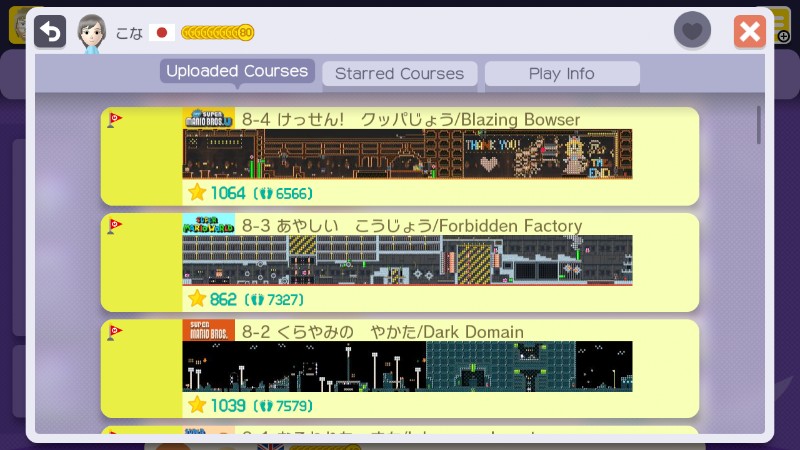 こな 80
Uploaded Courses Starred Courses Play Info
SUPER MARIO BROS. U 8-4 けっせん! クッパじょう/Blazing Bowser
THANK YOU!
THE
END
1064 (6566)
SUPER MARIO WORLD 8-3 あやしい こうじょう/Forbidden Factory
862 (7327)
SUPER MARIO BROS. 8-2 くらやみの やかた/Dark Domain
1039 (7579)